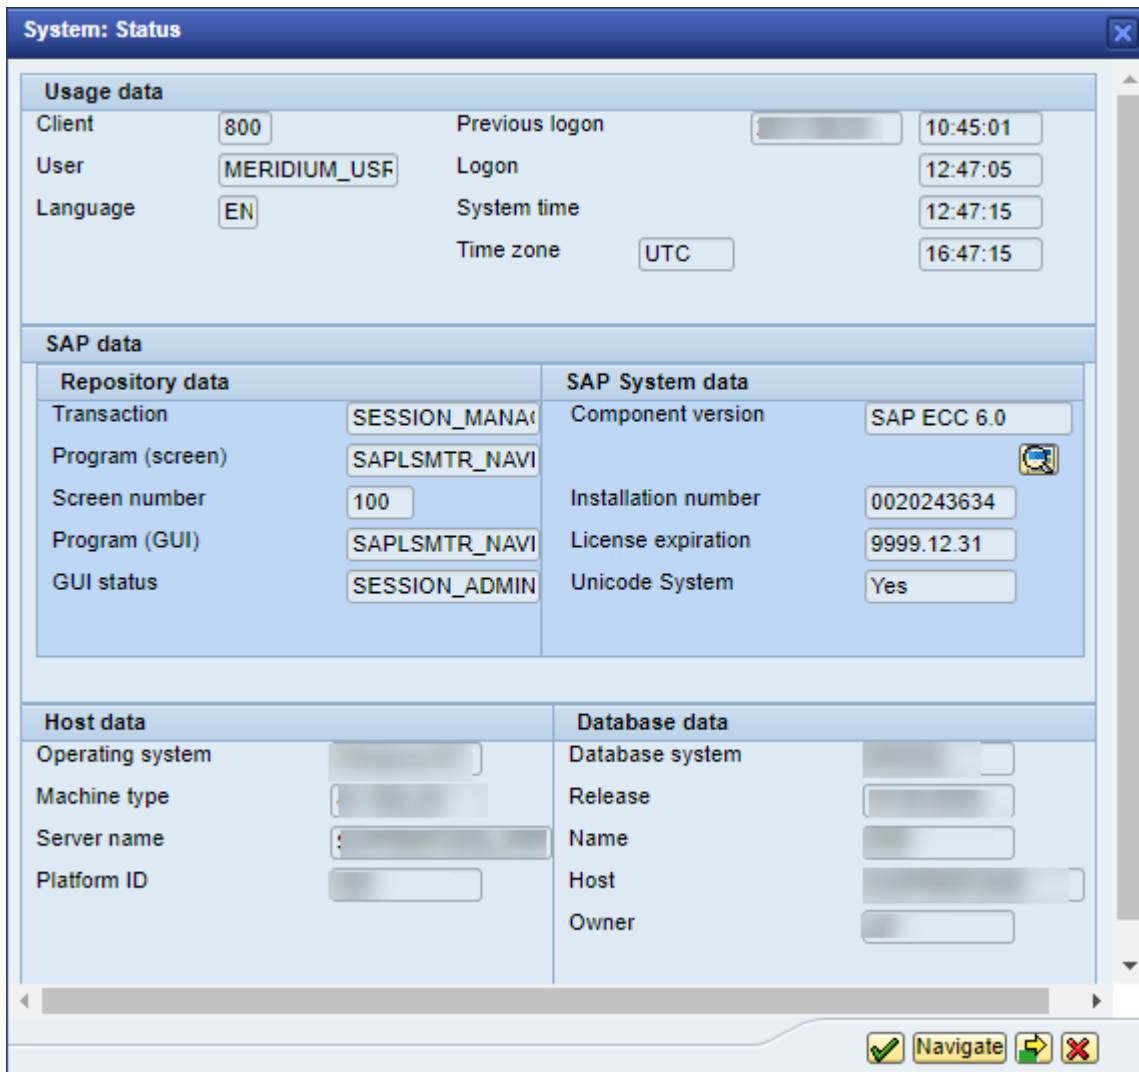 System: Status
Usage data
Client 800 Previous logon 10:45:01
User MERIDIUM_USR Logon 12:47:05
Language EN System time 12:47:15
Time zone UTC 16:47:15
SAP data
Repository data SAP System data
Transaction SESSION_MANA Component version SAP ECC 6.0
Program (screen) SAPLSMTR_NAVI
Screen number 100 Installation number 0020243634
Program (GUI) SAPLSMTR_NAVI License expiration 9999.12.31
GUI status SESSION_ADMIN Unicode System Yes
Host data Database data
Operating system Database system
Machine type Release
Server name Name
Platform ID Host
Owner
Navigate